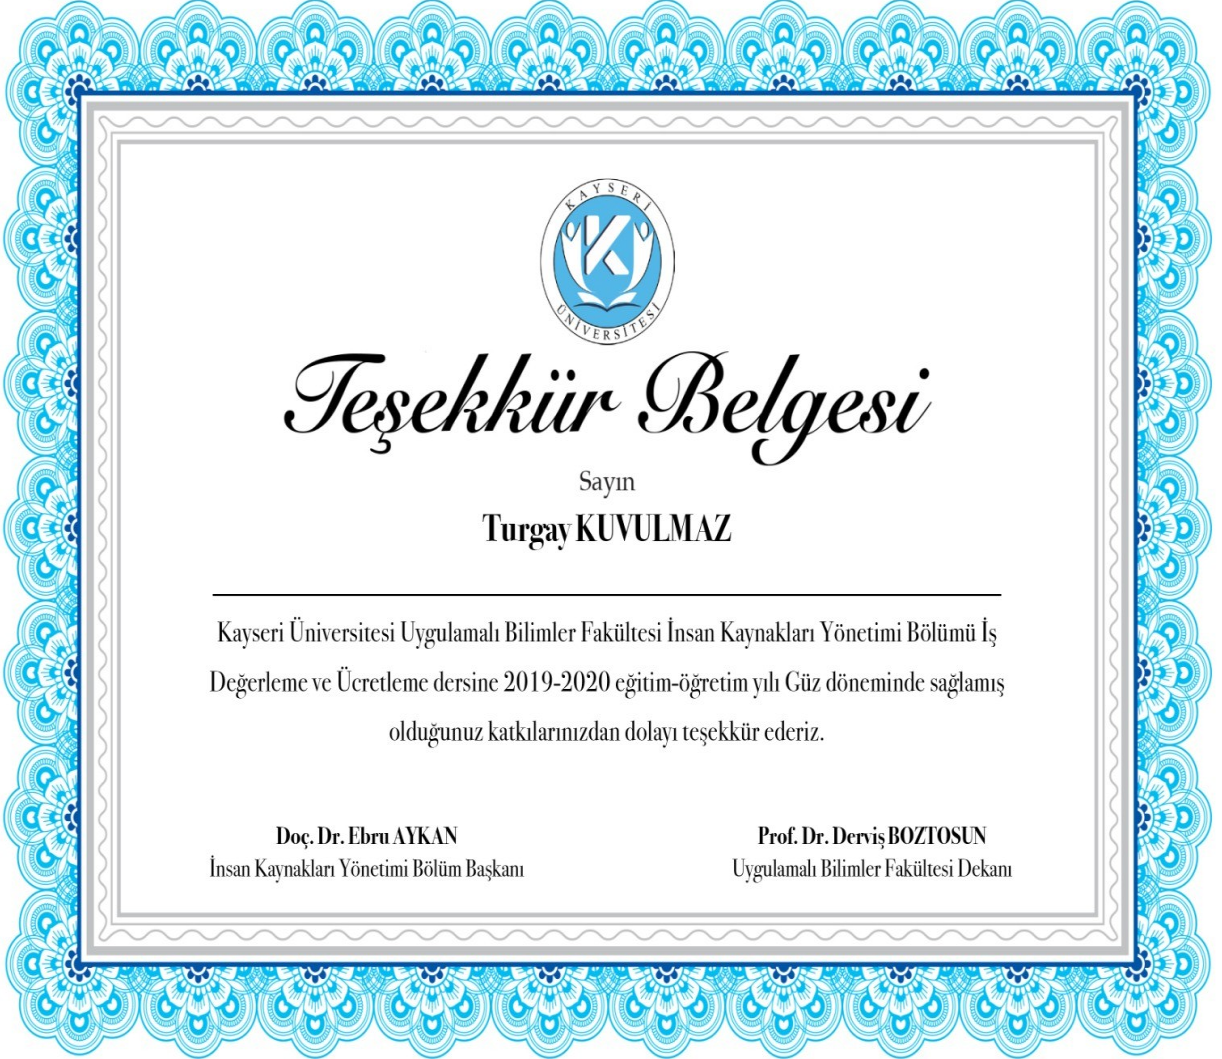 KAYSERİ
ÜNİVERSİTESİ
Teşekkür Belgesi
Sayın
Turgay KUVULMAZ
Kayseri Üniversitesi Uygulamalı Bilimler Fakültesi İnsan Kaynakları Yönetimi Bölümü İş
Değerleme ve Ücretleme dersine 2019-2020 eğitim-öğretim yılı Güz döneminde sağlamış
olduğunuz katkılarınızdan dolayı teşekkür ederiz.
Doç. Dr. Ebru AYKAN
İnsan Kaynakları Yönetimi Bölüm Başkanı
Prof. Dr. Derviş BOZTOSUN
Uygulamalı Bilimler Fakültesi Dekanı